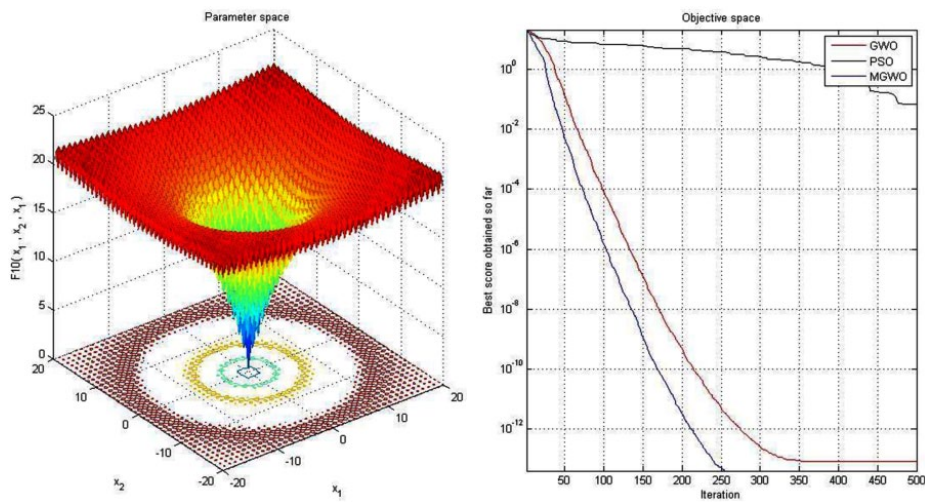 Parameter space
F10( x₁ , x₂ , x₁ )
25
20
15
10
5
0
20
10
0
-10
-20
x₂
-20
-10
0
10
20
x₁
Objective space
Best score obtained so far
GWO
PSO
MGWO
10⁰
10⁻²
10⁻⁴
10⁻⁶
10⁻⁸
10⁻¹⁰
10⁻¹²
50 100 150 200 250 300 350 400 450 500
Iteration